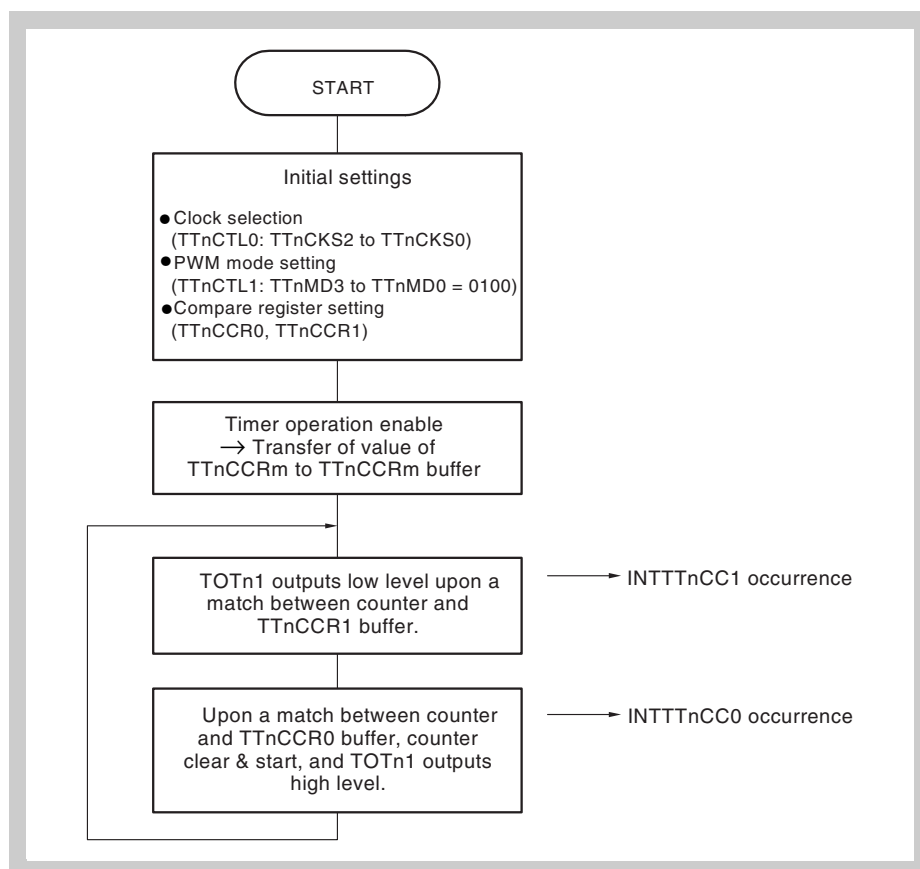 START
Initial settings
● Clock selection
(TTnCTL0: TTnCKS2 to TTnCKS0)
● PWM mode setting
(TTnCTL1: TTnMD3 to TTnMD0 = 0100)
● Compare register setting
(TTnCCR0, TTnCCR1)
Timer operation enable
→ Transfer of value of
TTnCCRm to TTnCCRm buffer
TOTn1 outputs low level upon a
match between counter and
TTnCCR1 buffer.
INTTTnCC1 occurrence
Upon a match between counter
and TTnCCR0 buffer, counter
clear & start, and TOTn1 outputs
high level.
INTTTnCC0 occurrence